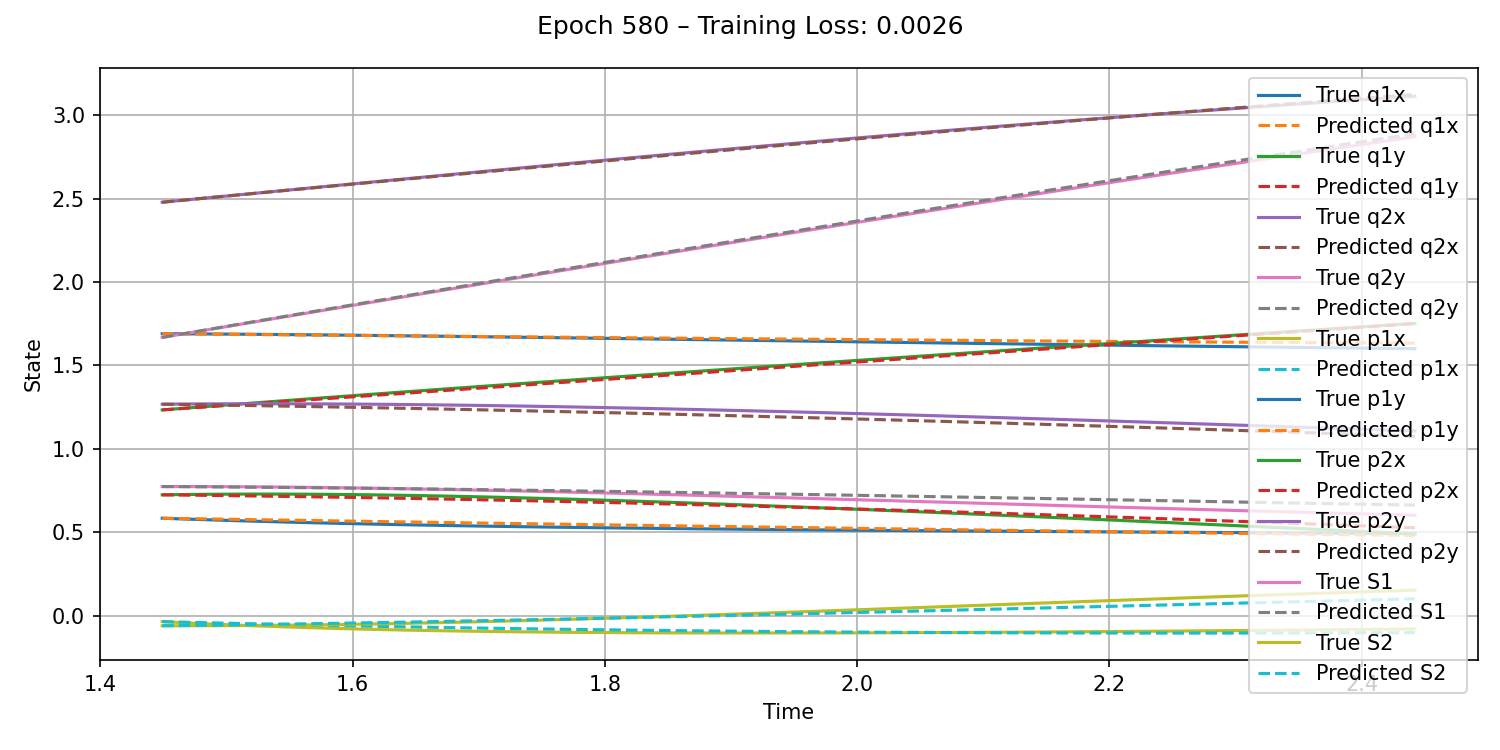 Epoch 580 – Training Loss: 0.0026
State
3.0
2.5
2.0
1.5
1.0
0.5
0.0
1.4
1.6
1.8
2.0
2.2
2.4
Time
True q1x
Predicted q1x
True q1y
Predicted q1y
True q2x
Predicted q2x
True q2y
Predicted q2y
True p1x
Predicted p1x
True p1y
Predicted p1y
True p2x
Predicted p2x
True p2y
Predicted p2y
True S1
Predicted S1
True S2
Predicted S2